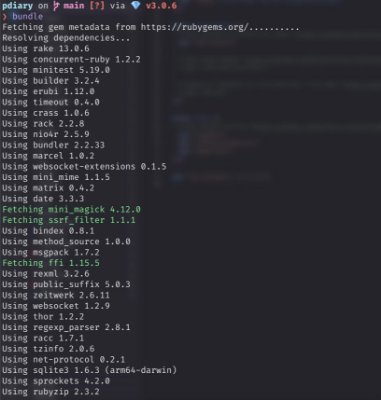 pdiary on main [?] via v3.0.6
❯ bundle
Fetching gem metadata from https://rubygems.org/..........
Resolving dependencies...
Using rake 13.0.6
Using concurrent-ruby 1.2.2
Using minitest 5.19.0
Using builder 3.2.4
Using erubi 1.12.0
Using timeout 0.4.0
Using crass 1.0.6
Using rack 2.2.8
Using nio4r 2.5.9
Using bundler 2.2.33
Using marcel 1.0.2
Using websocket-extensions 0.1.5
Using mini_mime 1.1.5
Using matrix 0.4.2
Using date 3.3.3
Fetching mini_magick 4.12.0
Fetching ssrf_filter 1.1.1
Using bindex 0.8.1
Using method_source 1.0.0
Using msgpack 1.7.2
Fetching ffi 1.15.5
Using rexml 3.2.6
Using public_suffix 5.0.3
Using zeitwerk 2.6.11
Using websocket 1.2.9
Using thor 1.2.2
Using regexp_parser 2.8.1
Using racc 1.7.1
Using tzinfo 2.0.6
Using net-protocol 0.2.1
Using sqlite3 1.6.3 (arm64-darwin)
Using sprockets 4.2.0
Using rubyzip 2.3.2